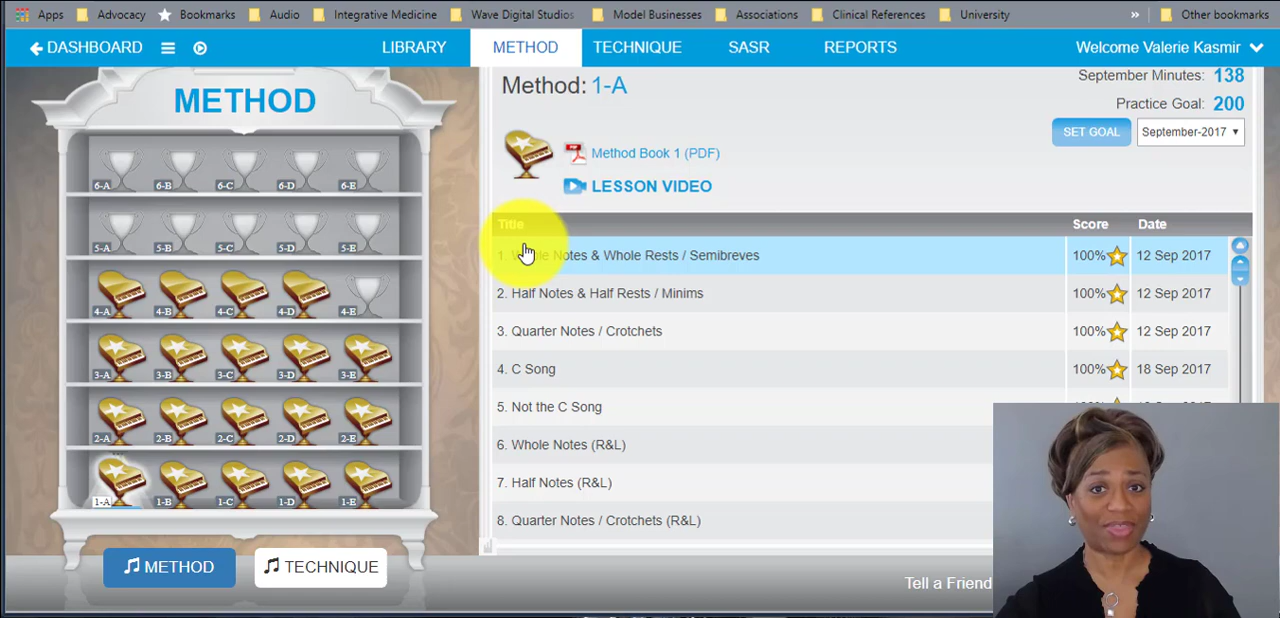 Apps Advocacy Bookmarks Audio Integrative Medicine Wave Digital Studios Model Businesses Associations Clinical References University » Other bookmarks
DASHBOARD LIBRARY METHOD TECHNIQUE SASR REPORTS Welcome Valerie Kasmir
METHOD
6-A 6-B 6-C 6-D 6-E
5-A 5-B 5-C 5-D 5-E
4-A 4-B 4-C 4-D 4-E
3-A 3-B 3-C 3-D 3-E
2-A 2-B 2-C 2-D 2-E
1-A 1-B 1-C 1-D 1-E
METHOD TECHNIQUE
Method: 1-A
September Minutes: 138
Practice Goal: 200
SET GOAL September-2017
PDF Method Book 1 (PDF)
LESSON VIDEO
Title Score Date
1. Whole Notes & Whole Rests / Semibreves 100% 12 Sep 2017
2. Half Notes & Half Rests / Minims 100% 12 Sep 2017
3. Quarter Notes / Crotchets 100% 12 Sep 2017
4. C Song 100% 18 Sep 2017
5. Not the C Song
6. Whole Notes (R&L)
7. Half Notes (R&L)
8. Quarter Notes / Crotchets (R&L)
Tell a Friend